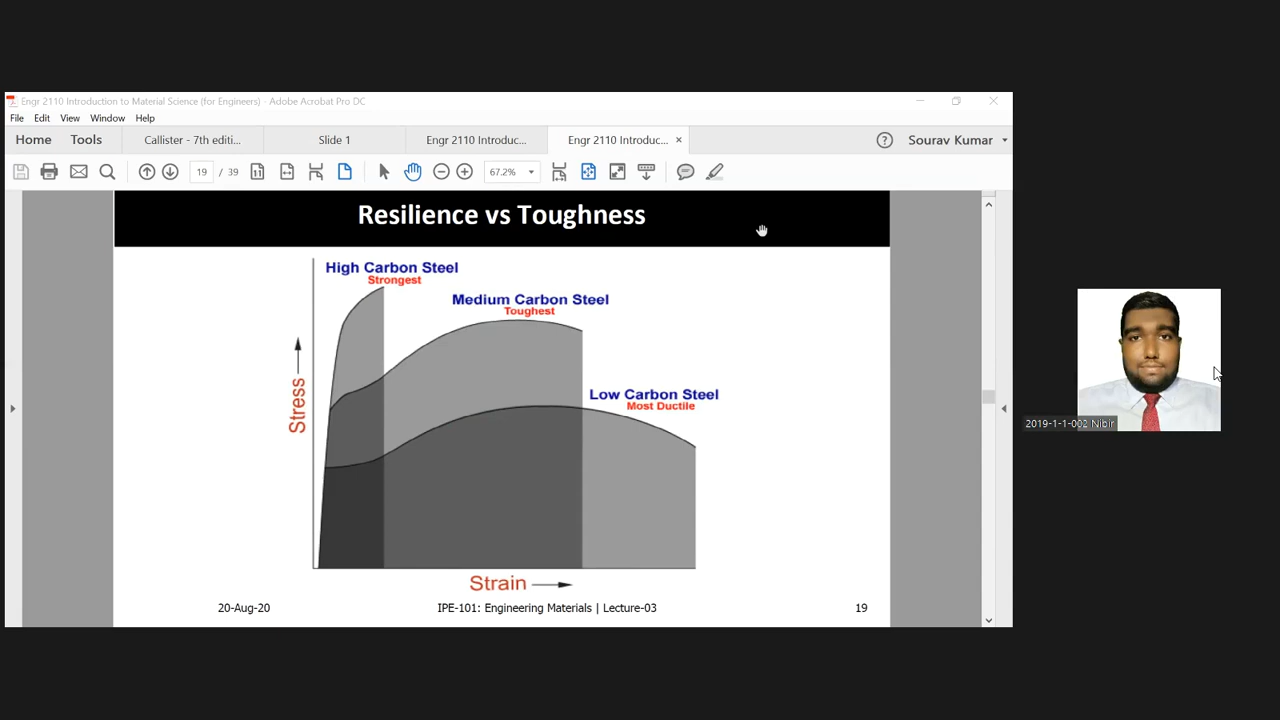 Engr 2110 Introduction to Material Science (for Engineers) - Adobe Acrobat Pro DC
File Edit View Window Help
Home Tools Callister - 7th editi... Slide 1 Engr 2110 Introduc... Engr 2110 Introduc... × Sourav Kumar
19 / 39 67.2%
Resilience vs Toughness
High Carbon Steel
Strongest
Medium Carbon Steel
Toughest
Low Carbon Steel
Most Ductile
Stress
Strain
20-Aug-20 IPE-101: Engineering Materials | Lecture-03 19
2019-1-1-002 Nibir